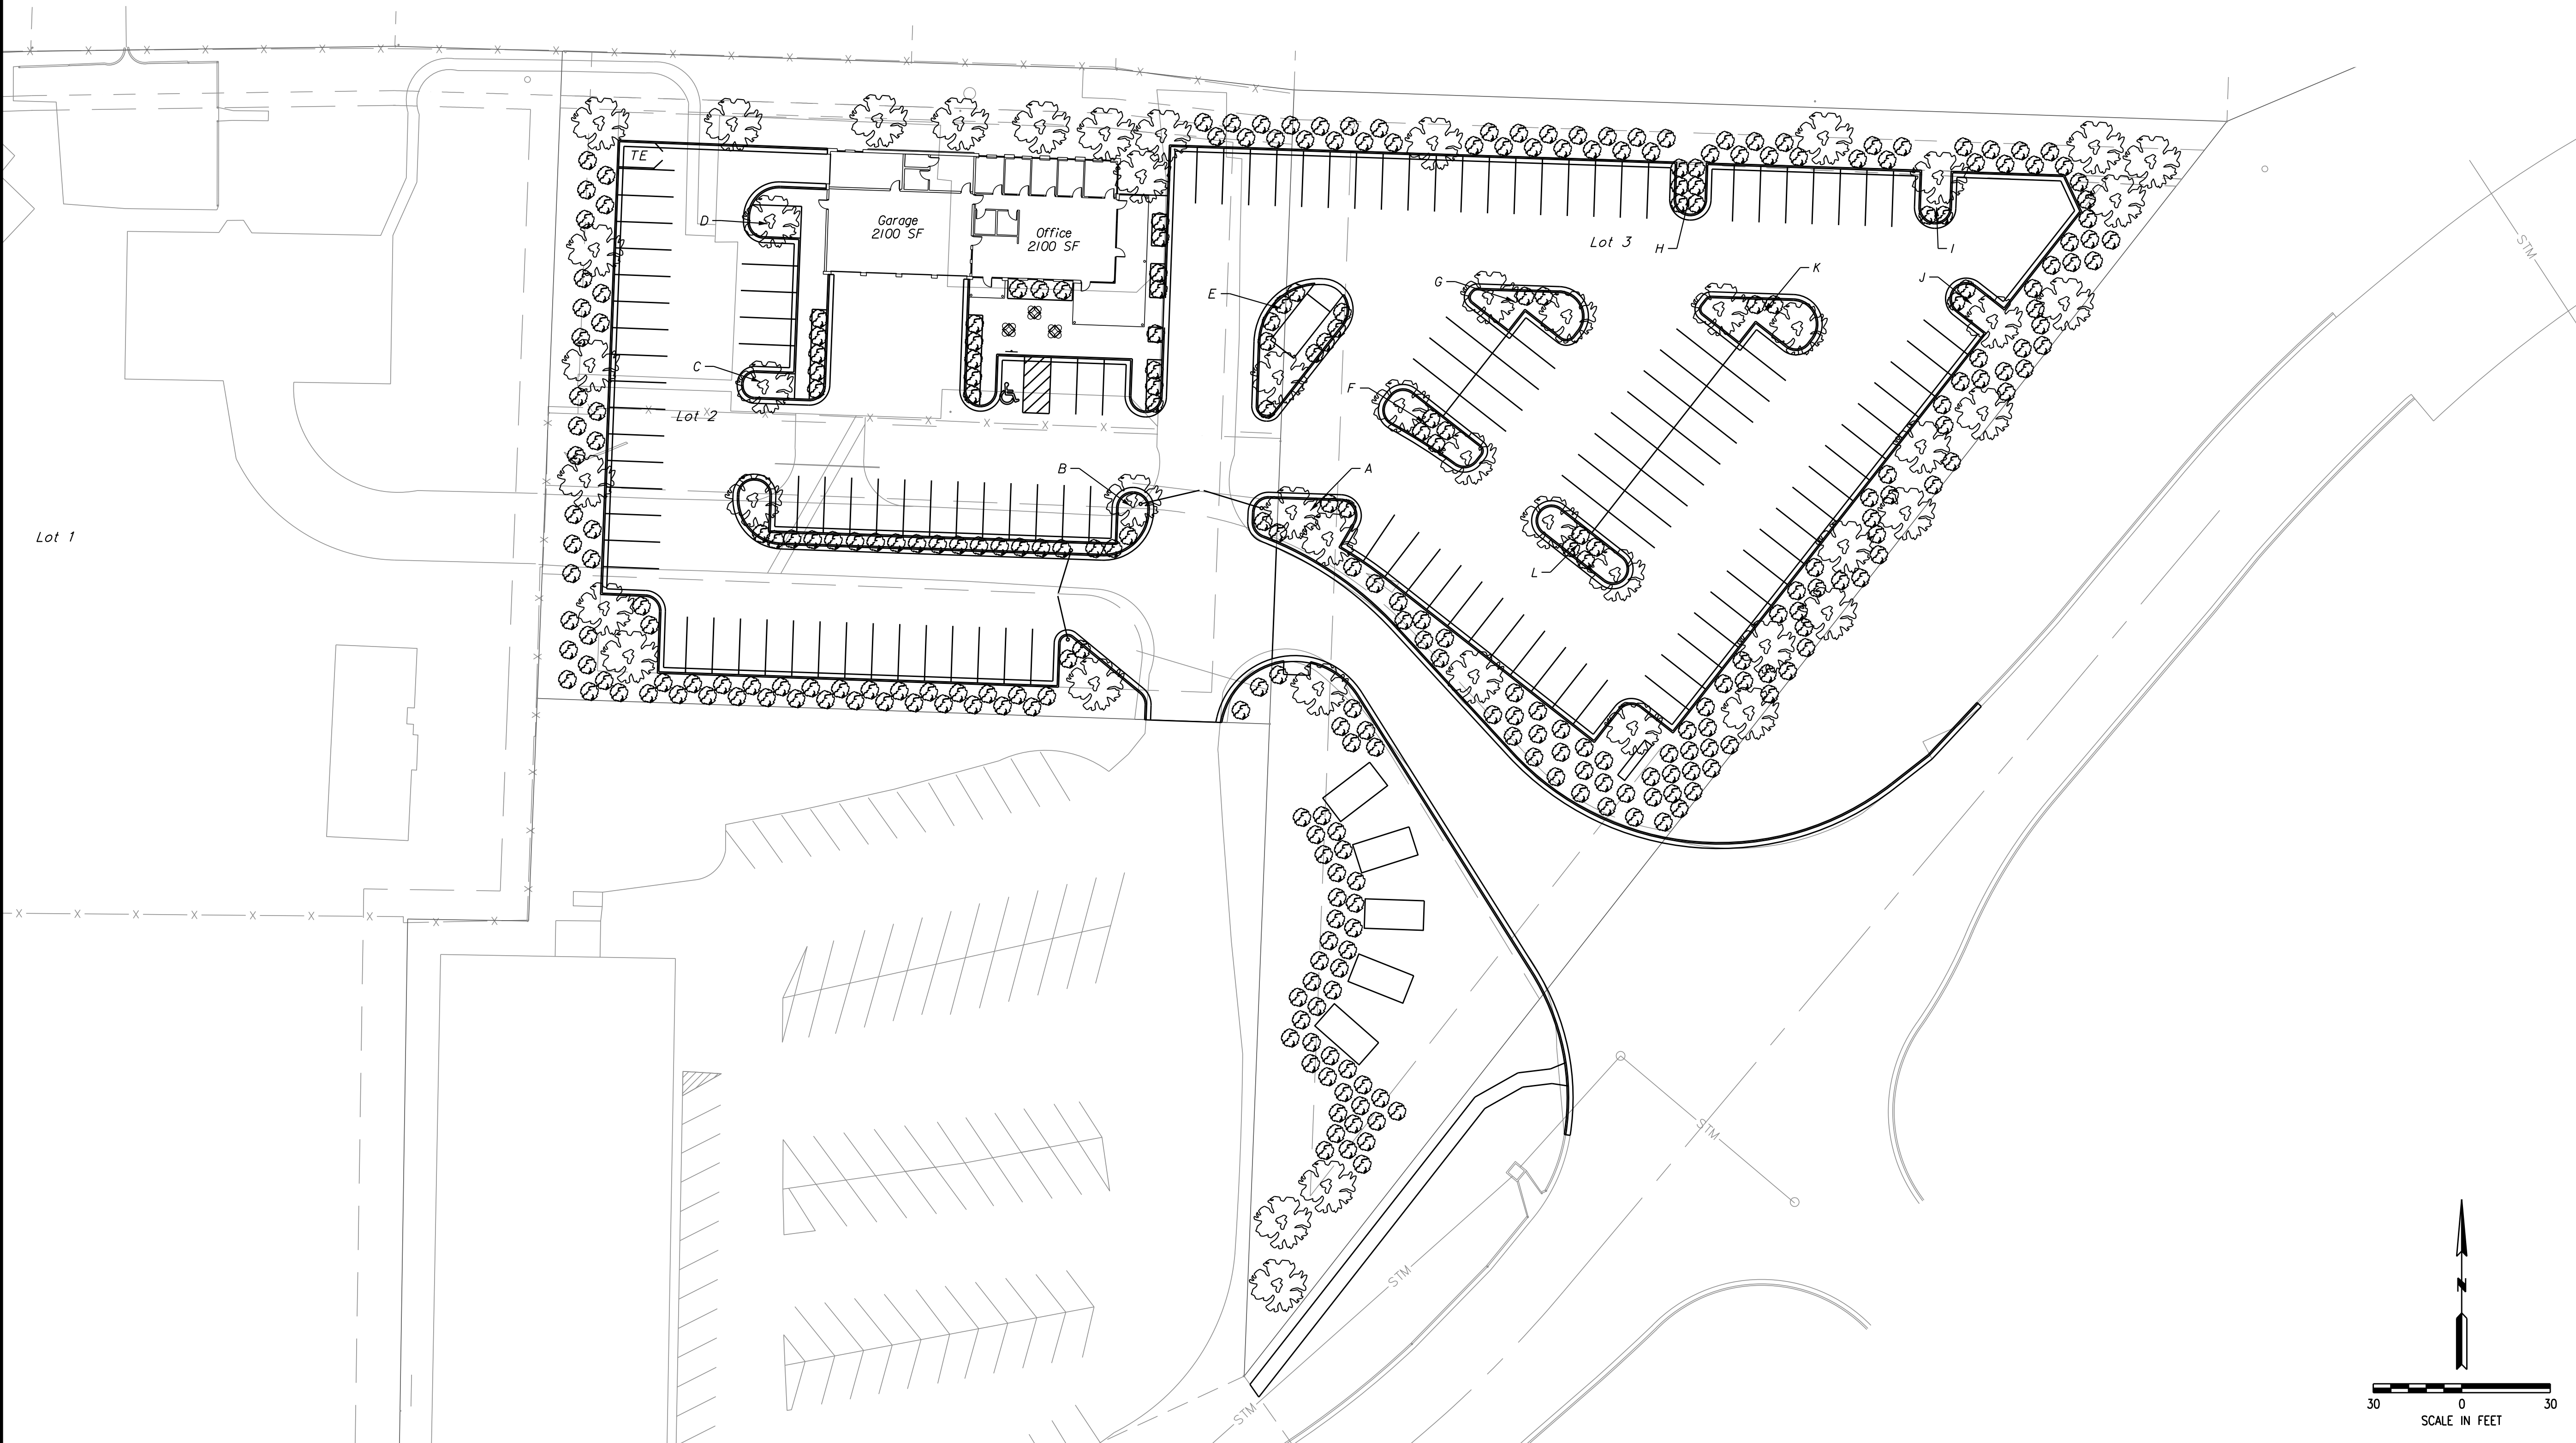 TE
D
Garage
2100 SF
Office
2100 SF
Lot 3
H
I
E
G
K
J
C
F
Lot 2
B
A
Lot 1
L
STM
STM
STM
STM
N
30 0 30
SCALE IN FEET